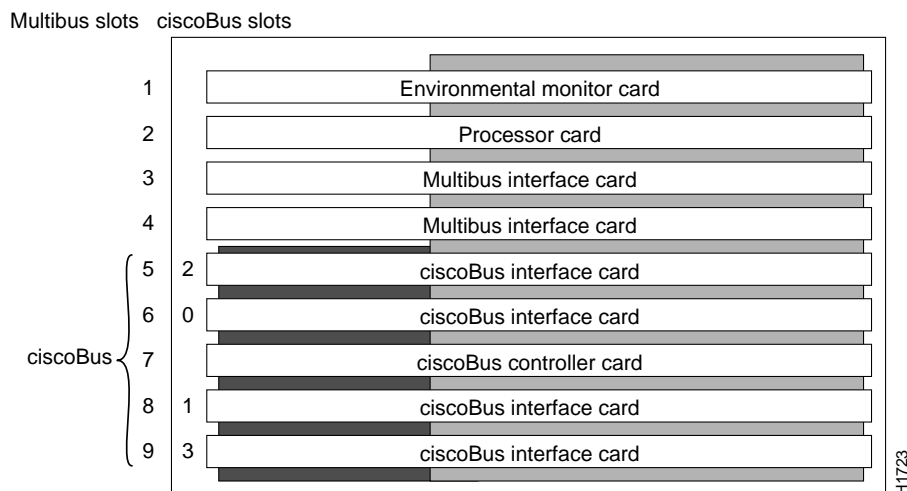 Multibus slots ciscoBus slots
1 Environmental monitor card
2 Processor card
3 Multibus interface card
4 Multibus interface card
5 2 ciscoBus interface card
6 0 ciscoBus interface card
ciscoBus 7 ciscoBus controller card
8 1 ciscoBus interface card
9 3 ciscoBus interface card
H1723